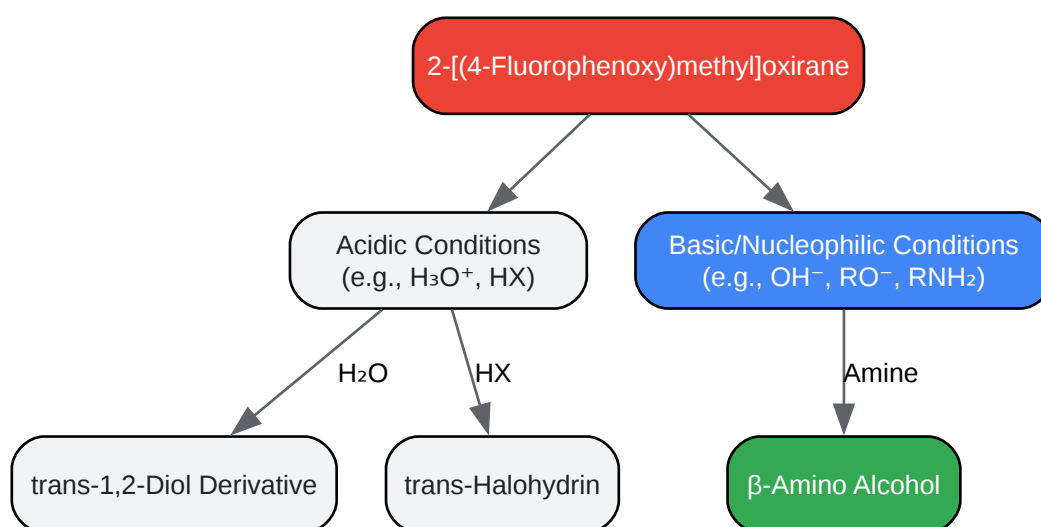 2-[(4-Fluorophenoxy)methyl]oxirane
Acidic Conditions
(e.g., H₃O⁺, HX)
Basic/Nucleophilic Conditions
(e.g., OH⁻, RO⁻, RNH₂)
H₂O
HX
Amine
trans-1,2-Diol Derivative
trans-Halohydrin
β-Amino Alcohol